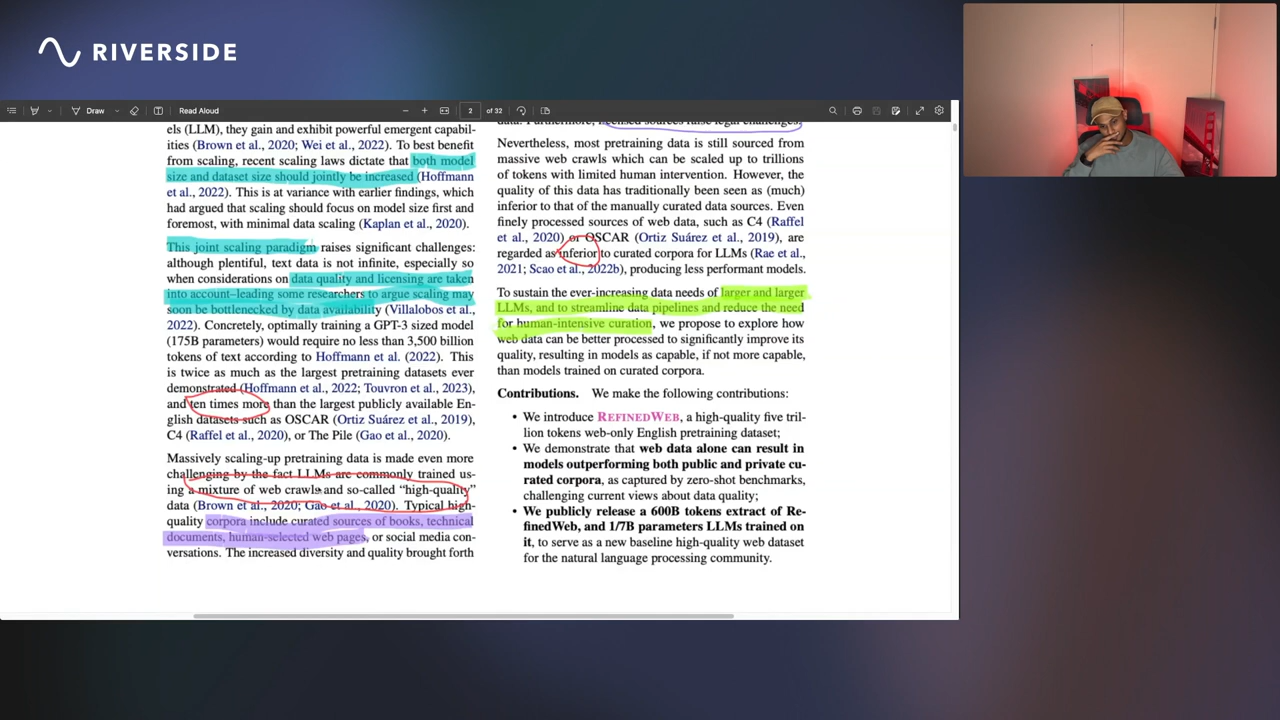 RIVERSIDE
Draw
Read Aloud
2
of 32
els (LLM), they gain and exhibit powerful emergent capabil-
ities (Brown et al., 2020; Wei et al., 2022). To best benefit
from scaling, recent scaling laws dictate that both model
size and dataset size should jointly be increased (Hoffmann
et al., 2022). This is at variance with earlier findings, which
had argued that scaling should focus on model size first and
foremost, with minimal data scaling (Kaplan et al., 2020).
This joint scaling paradigm raises significant challenges:
although plentiful, text data is not infinite, especially so
when considerations on data quality and licensing are taken
into account–leading some researchers to argue scaling may
soon be bottlenecked by data availability (Villalobos et al.,
2022). Concretely, optimally training a GPT-3 sized model
(175B parameters) would require no less than 3,500 billion
tokens of text according to Hoffmann et al. (2022). This
is twice as much as the largest pretraining datasets ever
demonstrated (Hoffmann et al., 2022; Touvron et al., 2023),
and ten times more than the largest publicly available En-
glish datasets such as OSCAR (Ortiz Suárez et al., 2019),
C4 (Raffel et al., 2020), or The Pile (Gao et al., 2020).
Massively scaling-up pretraining data is made even more
challenging by the fact LLMs are commonly trained us-
ing a mixture of web crawls and so-called “high-quality”
data (Brown et al., 2020; Gao et al., 2020). Typical high-
quality corpora include curated sources of books, technical
documents, human-selected web pages, or social media con-
versations. The increased diversity and quality brought forth
data. Furthermore, licensed sources raise legal challenges.
Nevertheless, most pretraining data is still sourced from
massive web crawls which can be scaled up to trillions
of tokens with limited human intervention. However, the
quality of this data has traditionally been seen as (much)
inferior to that of the manually curated data sources. Even
finely processed sources of web data, such as C4 (Raffel
et al., 2020) or OSCAR (Ortiz Suárez et al., 2019), are
regarded as inferior to curated corpora for LLMs (Rae et al.,
2021; Scao et al., 2022b), producing less performant models.
To sustain the ever-increasing data needs of larger and larger
LLMs, and to streamline data pipelines and reduce the need
for human-intensive curation, we propose to explore how
web data can be better processed to significantly improve its
quality, resulting in models as capable, if not more capable,
than models trained on curated corpora.
Contributions. We make the following contributions:
• We introduce REFINEDWEB, a high-quality five tril-
lion tokens web-only English pretraining dataset;
• We demonstrate that web data alone can result in
models outperforming both public and private cu-
rated corpora, as captured by zero-shot benchmarks,
challenging current views about data quality;
• We publicly release a 600B tokens extract of Re-
finedWeb, and 1/7B parameters LLMs trained on
it, to serve as a new baseline high-quality web dataset
for the natural language processing community.